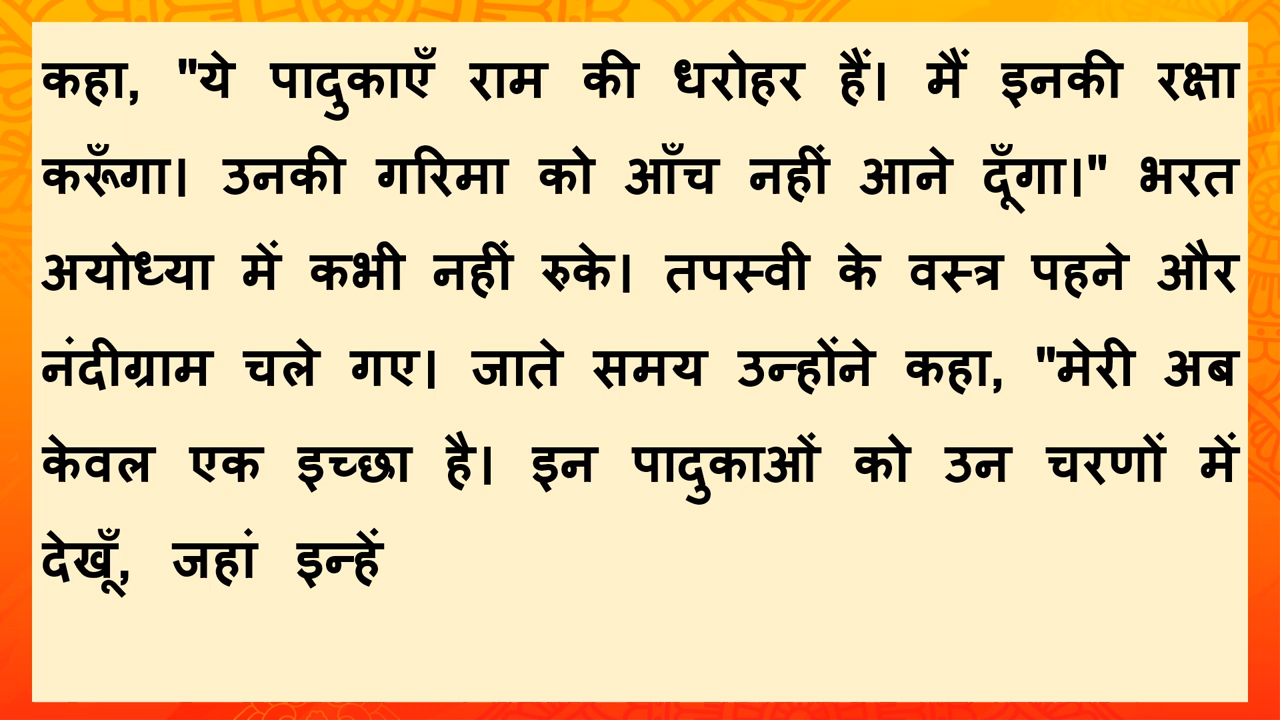 कहा, "ये पादुकाएँ राम की धरोहर हैं। मैं इनकी रक्षा
करूँगा। उनकी गरिमा को आँच नहीं आने दूँगा।" भरत
अयोध्या में कभी नहीं रुके। तपस्वी के वस्त्र पहने और
नंदीग्राम चले गए। जाते समय उन्होंने कहा, "मेरी अब
केवल एक इच्छा है। इन पादुकाओं को उन चरणों में
देखूँ, जहां इन्हें